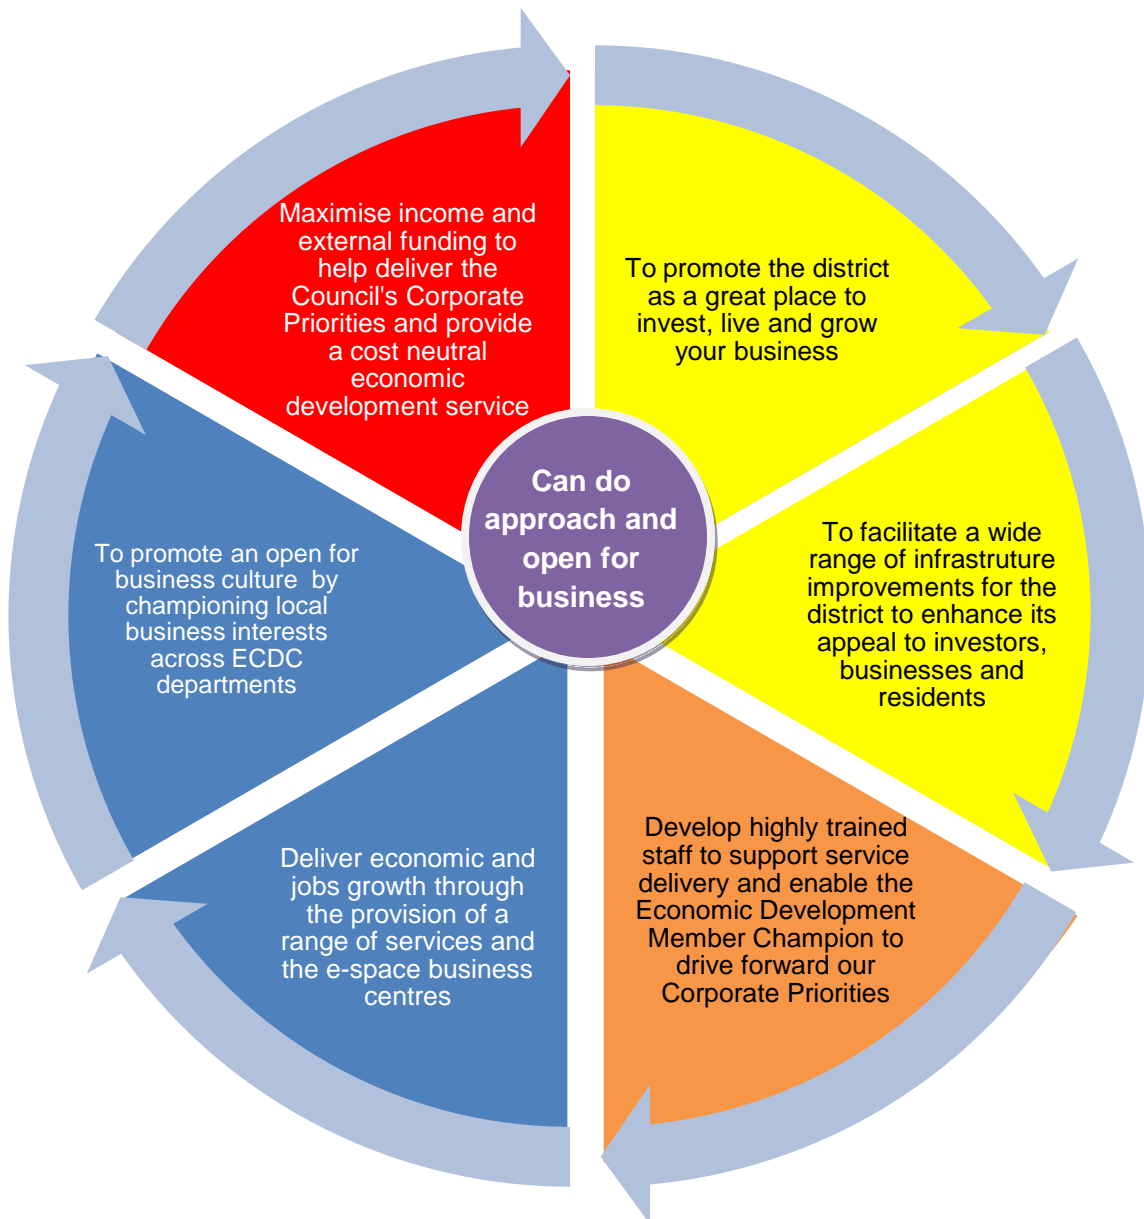 Maximise income and
external funding to
help deliver the
Council's Corporate
Priorities and provide
a cost neutral
economic
development service
To promote the district
as a great place to
invest, live and grow
your business
Can do
approach and
open for
business
To promote an open for
business culture by
championing local
business interests
across ECDC
departments
To facilitate a wide
range of infrastruture
improvements for the
district to enhance its
appeal to investors,
businesses and
residents
Deliver economic and
jobs growth through
the provision of a
range of services and
the e-space business
centres
Develop highly trained
staff to support service
delivery and enable the
Economic Development
Member Champion to
drive forward our
Corporate Priorities